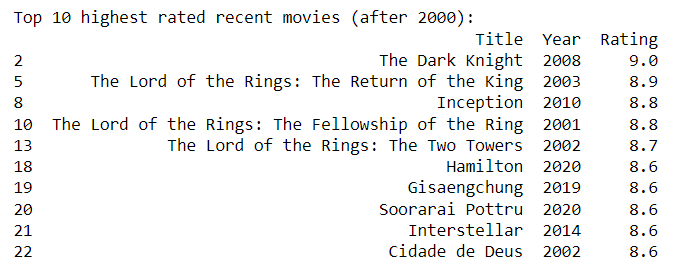 Top 10 highest rated recent movies (after 2000):
Title Year Rating
2 The Dark Knight 2008 9.0
5 The Lord of the Rings: The Return of the King 2003 8.9
8 Inception 2010 8.8
10 The Lord of the Rings: The Fellowship of the Ring 2001 8.8
13 The Lord of the Rings: The Two Towers 2002 8.7
18 Hamilton 2020 8.6
19 Gisaengchung 2019 8.6
20 Soorarai Pottru 2020 8.6
21 Interstellar 2014 8.6
22 Cidade de Deus 2002 8.6